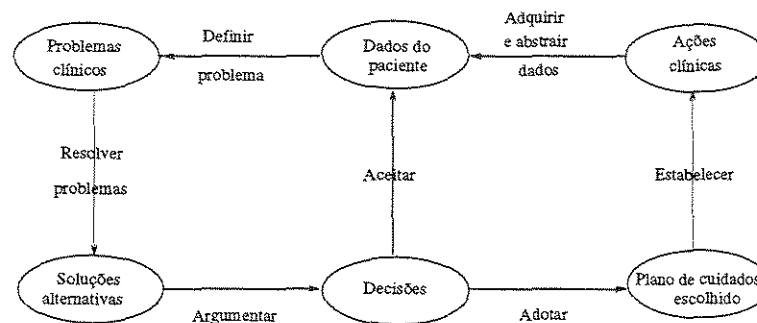 Problemas
clínicos
Definir
problema
Dados do
paciente
Adquirir
e abstrair
dados
Ações
clínicas
Resolver
problemas
Aceitar
Estabelecer
Soluções
alternativas
Argumentar
Decisões
Adotar
Plano de cuidados
escolhido